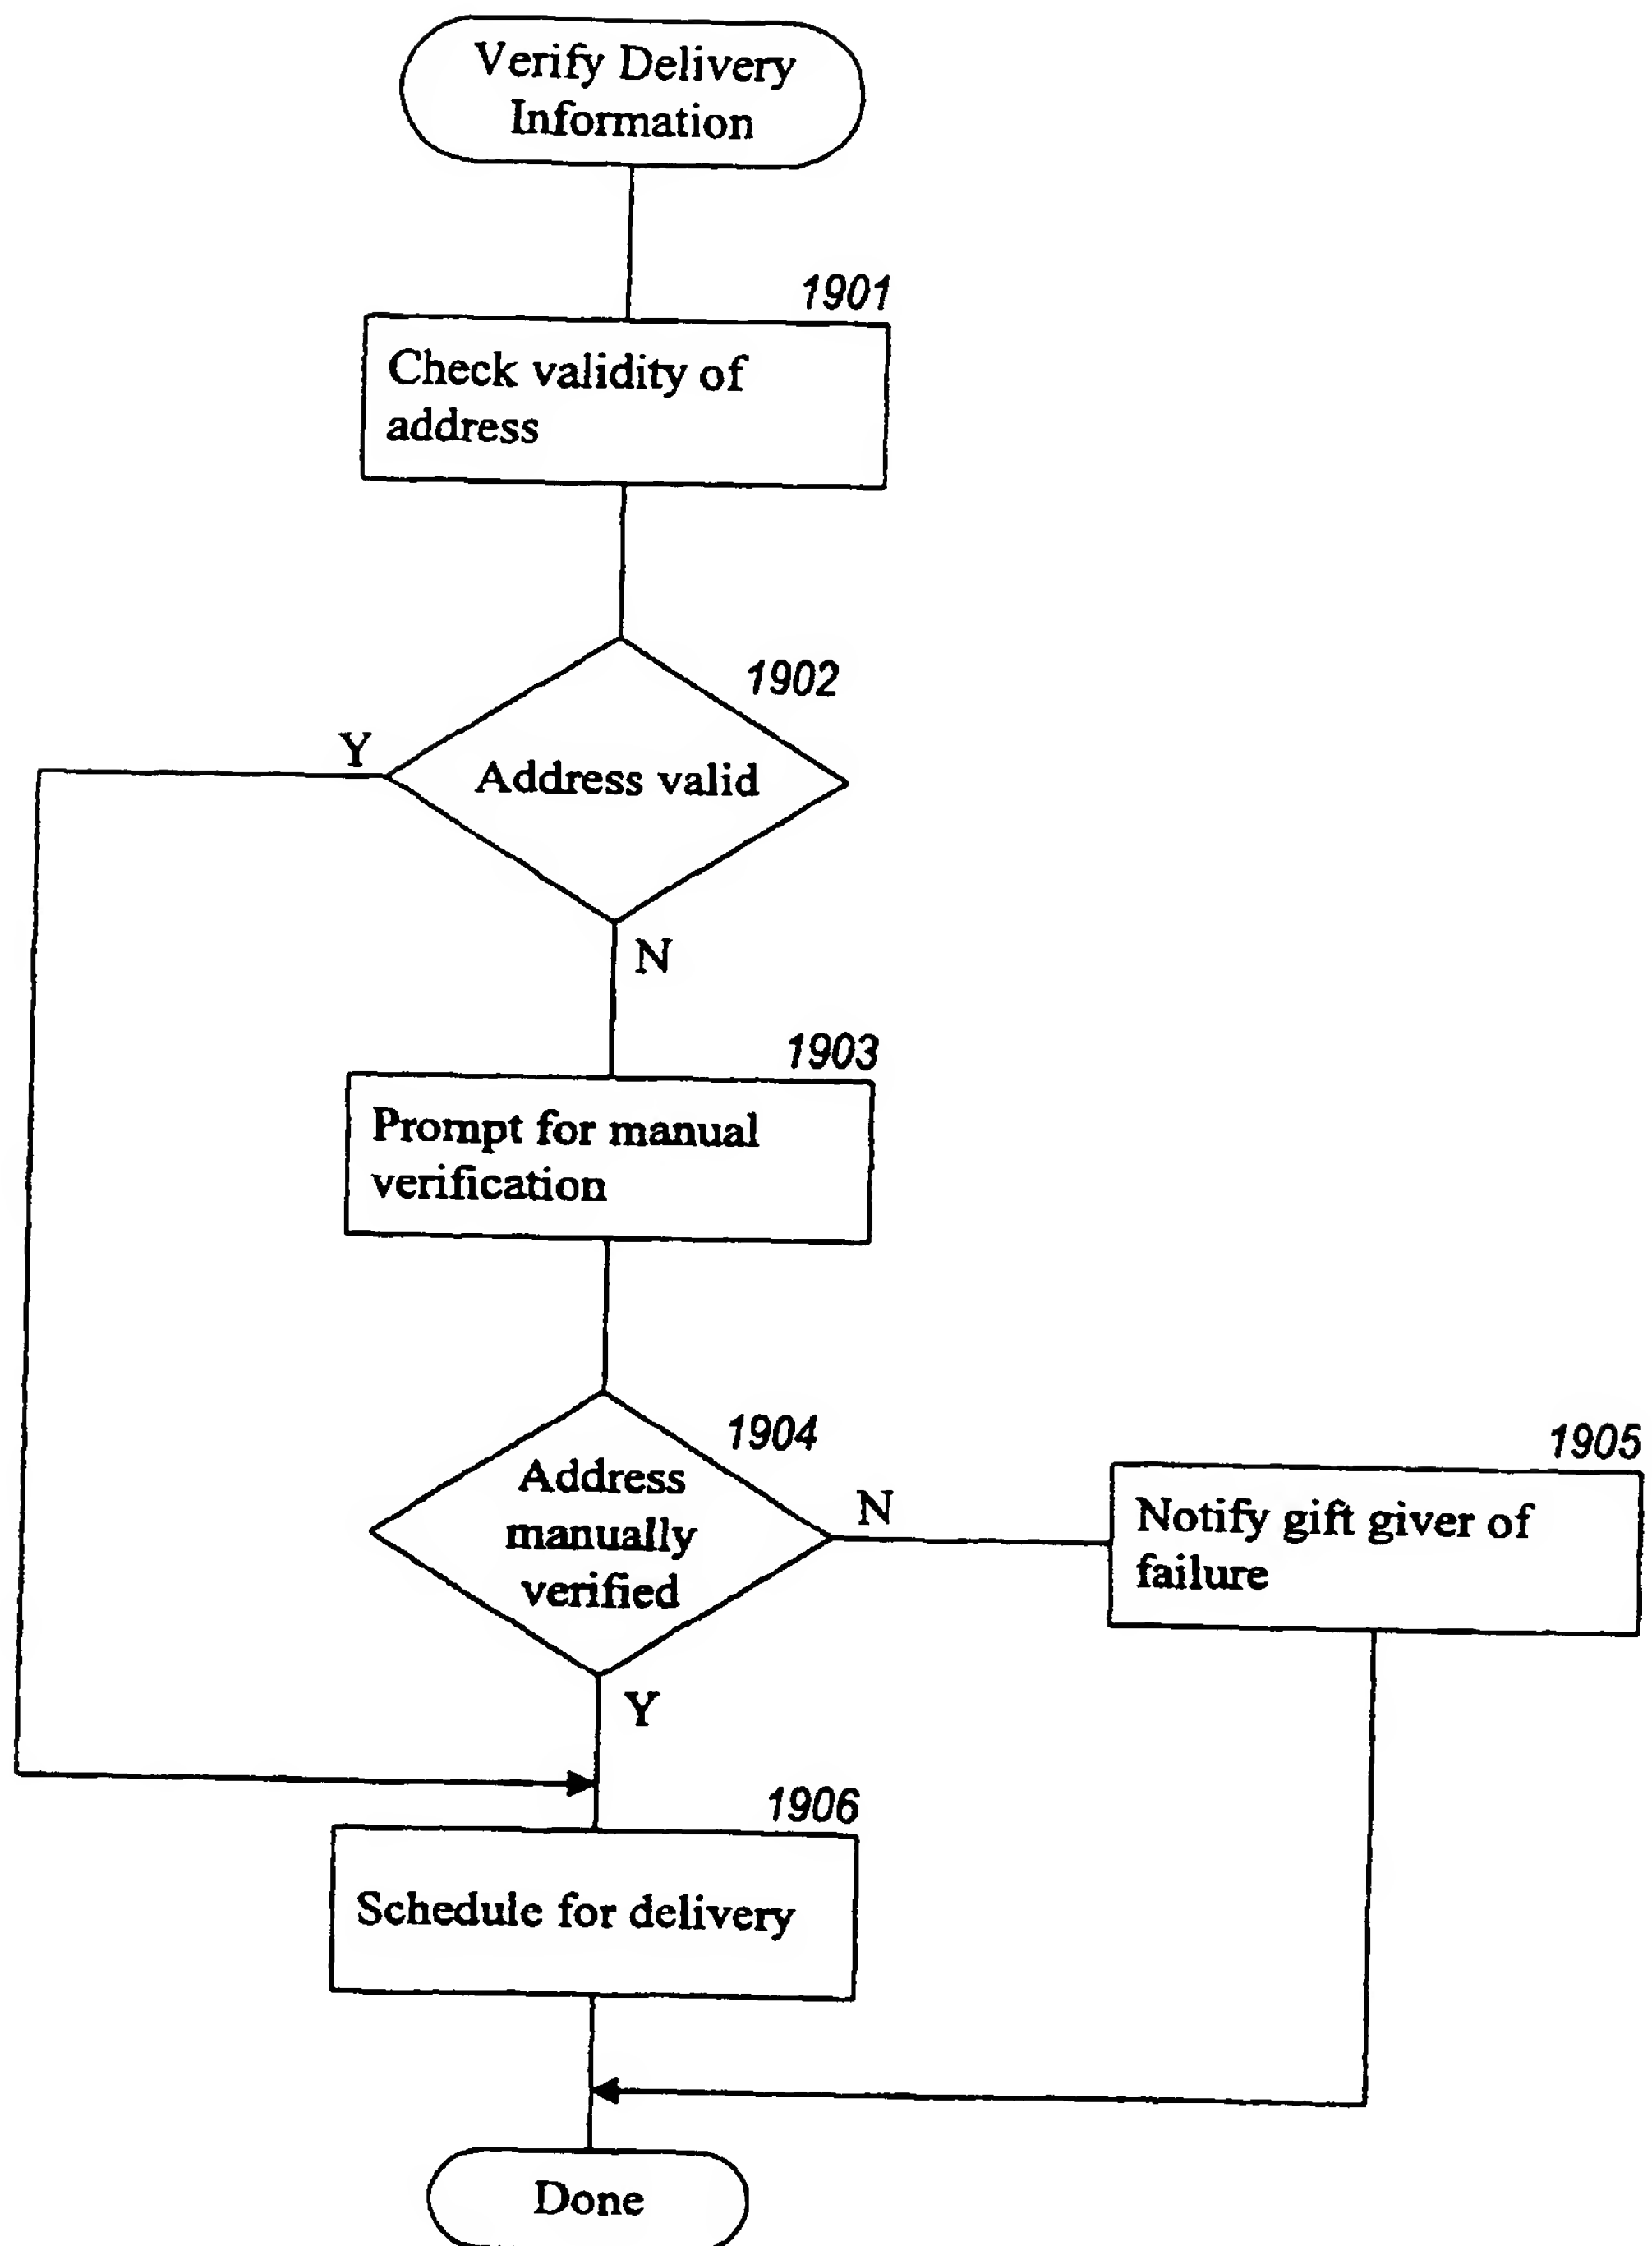 Verify Delivery
Information
1901
Check validity of
address
1902
Y
Address valid
N
1903
Prompt for manual
verification
1904
Address
manually
verified
N
1905
Notify gift giver of
failure
Y
1906
Schedule for delivery
Done